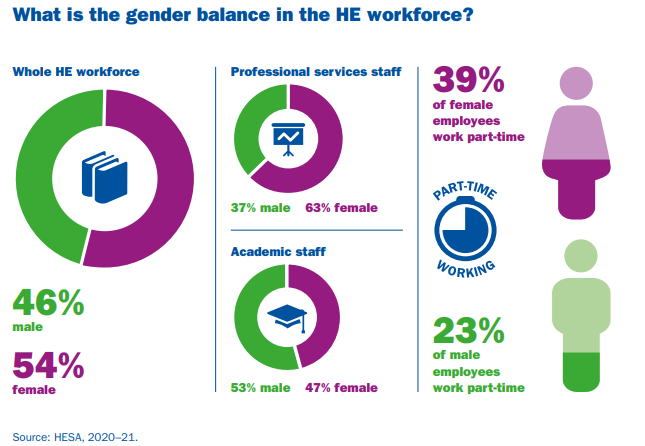 What is the gender balance in the HE workforce?
Whole HE workforce
46%
male
54%
female
Professional services staff
37% male 63% female
Academic staff
53% male 47% female
39%
of female
employees
work part-time
PART-TIME
WORKING
23%
of male
employees
work part-time
Source: HESA, 2020–21.